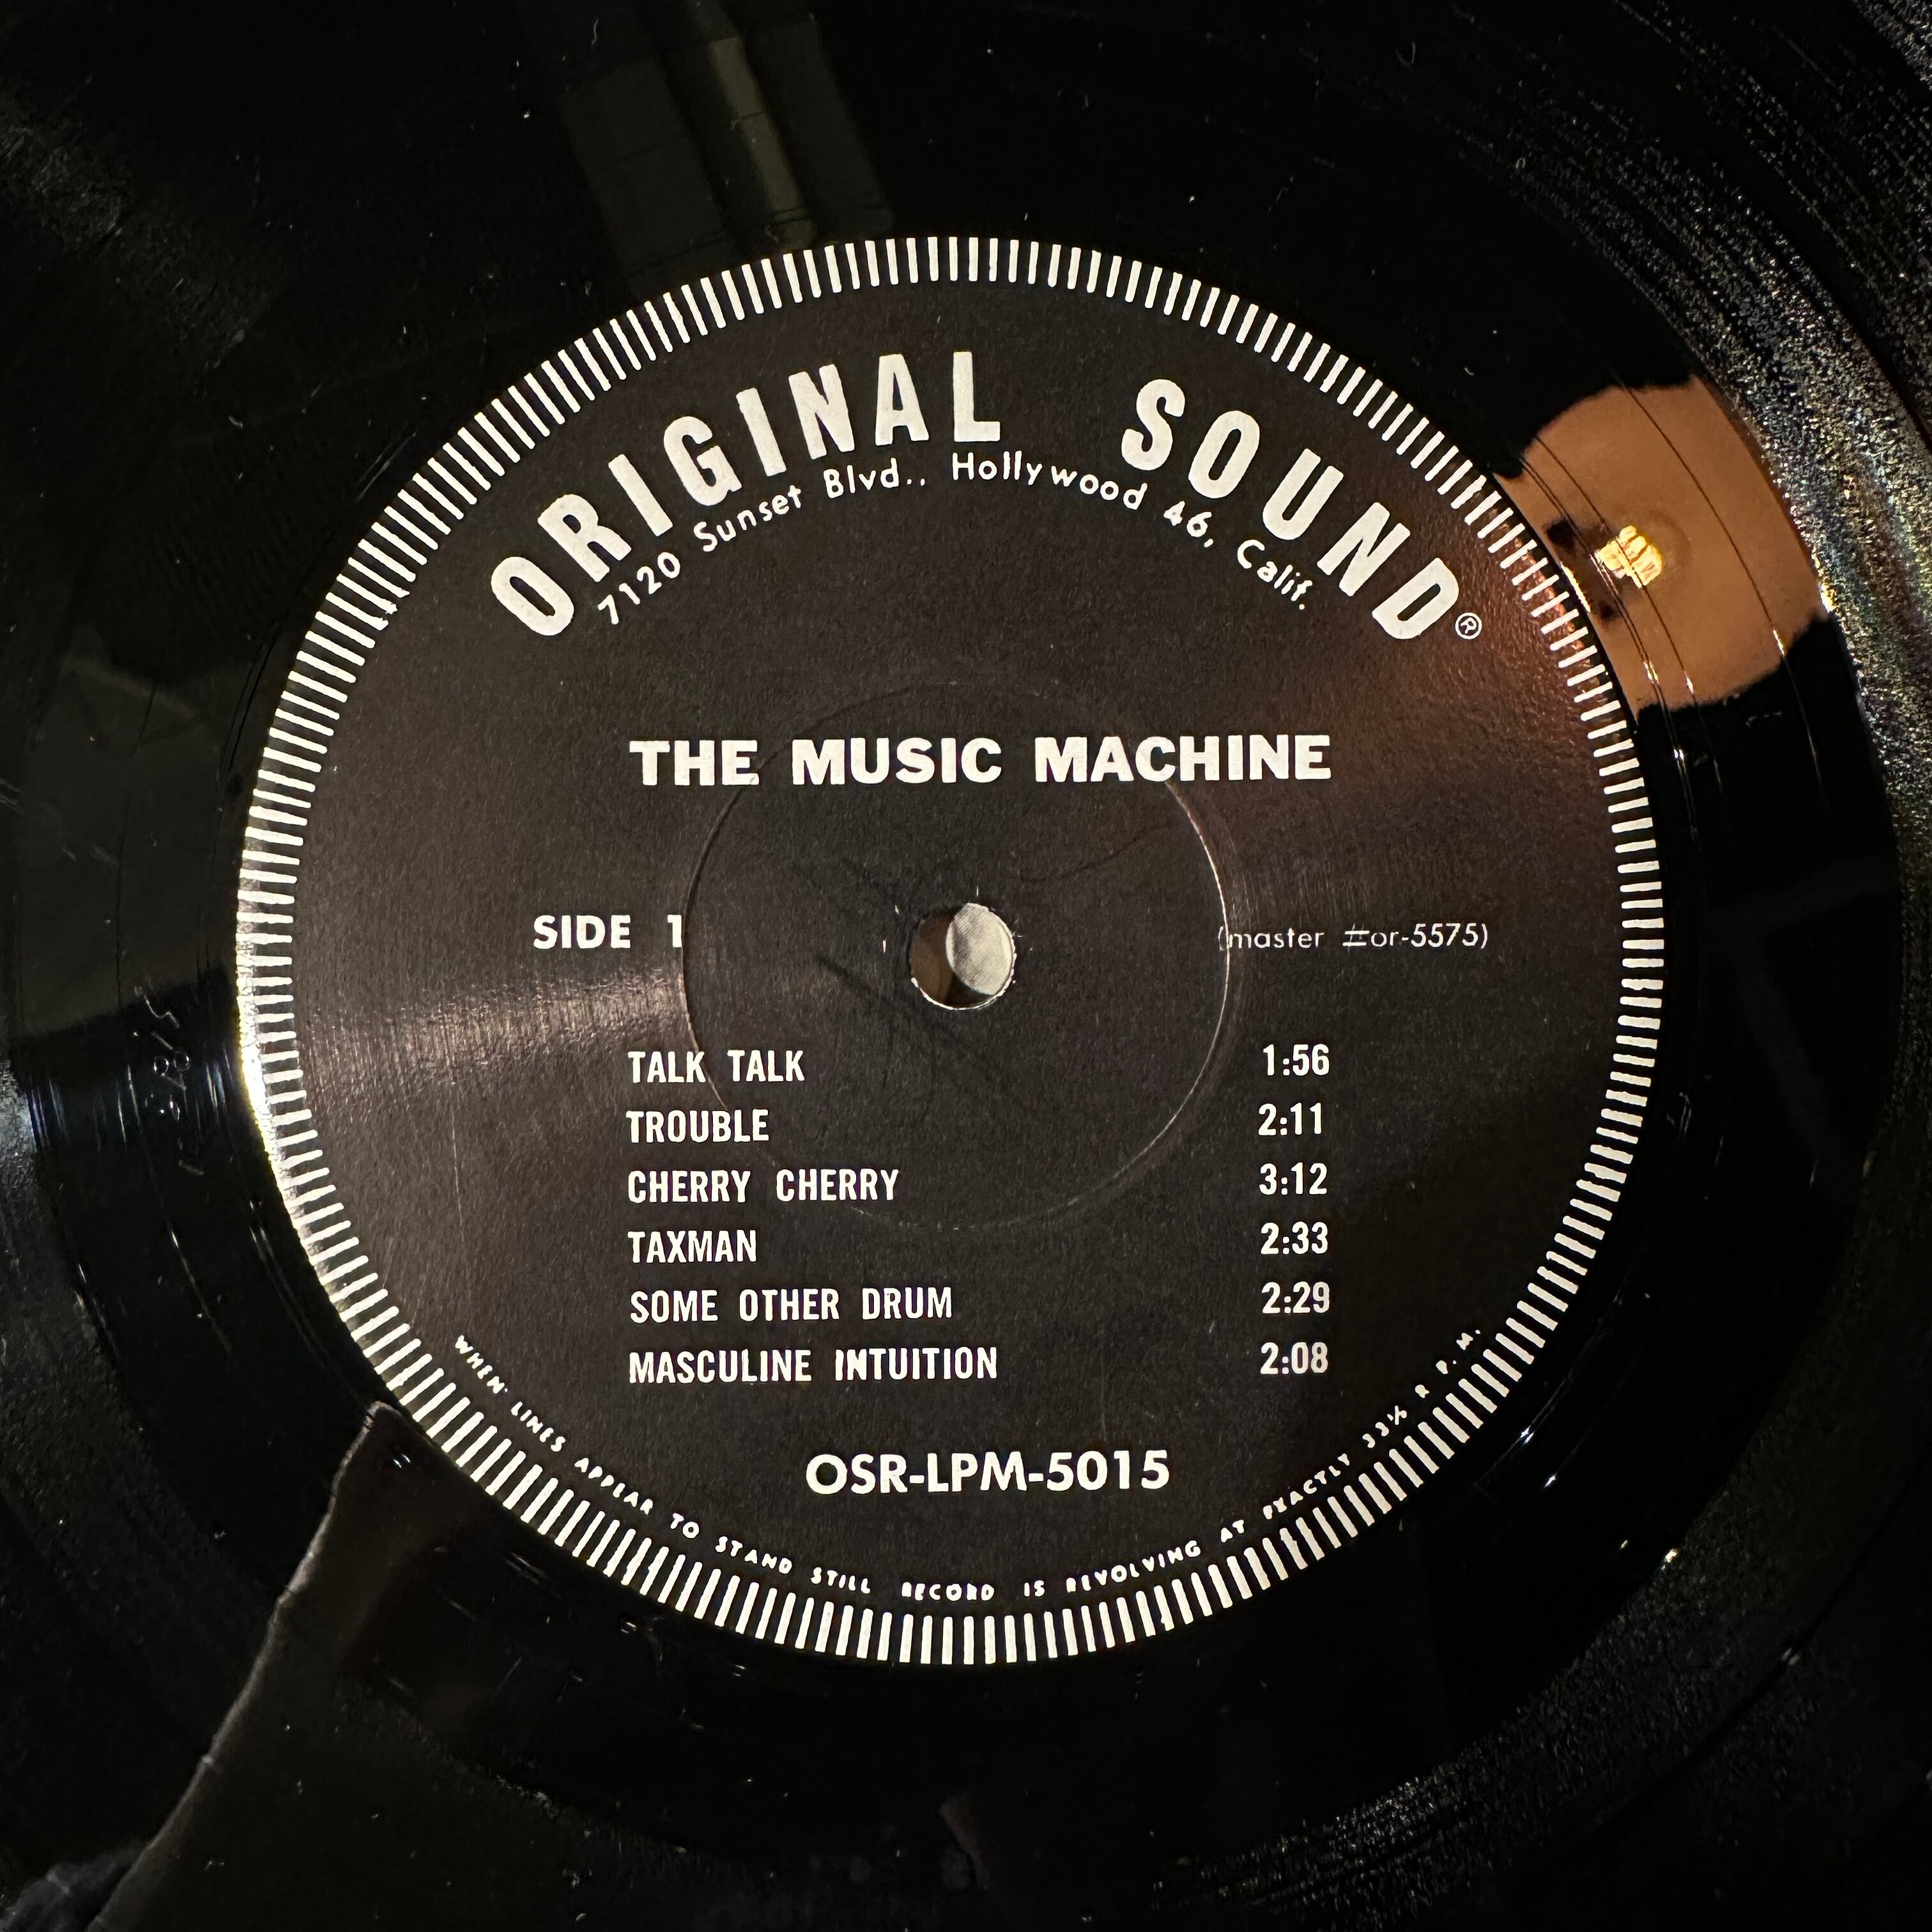 ORIGINAL SOUND®
7120 Sunset Blvd., Hollywood 46, Calif.
THE MUSIC MACHINE
SIDE 1
(master #or-5575)
TALK TALK 1:56
TROUBLE 2:11
CHERRY CHERRY 3:12
TAXMAN 2:33
SOME OTHER DRUM 2:29
MASCULINE INTUITION 2:08
OSR-LPM-5015
WHEN LINES APPEAR TO STAND STILL RECORD IS REVOLVING AT EXACTLY 33⅓ R. P. M.